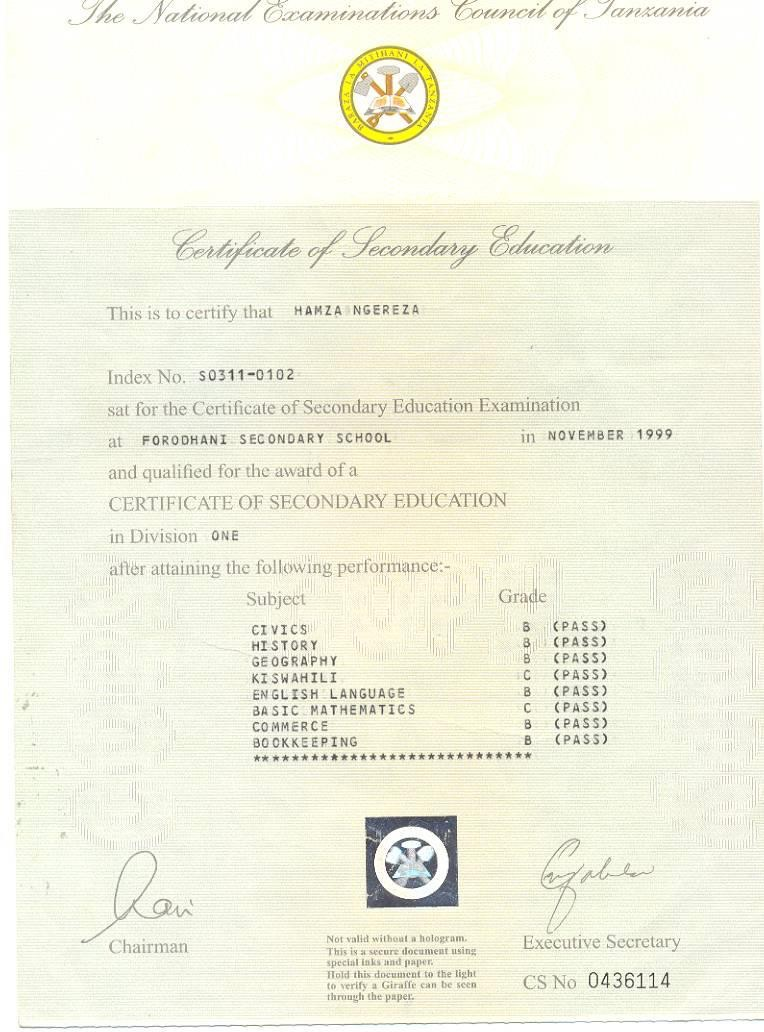 The National Examinations Council of Tanzania
BARAZA LA MITIHANI LA TANZANIA
Certificate of Secondary Education
This is to certify that HAMZA NGEREZA
Index No. S0311-0102
sat for the Certificate of Secondary Education Examination
at FORODHANI SECONDARY SCHOOL in NOVEMBER 1999
and qualified for the award of a
CERTIFICATE OF SECONDARY EDUCATION
in Division ONE
after attaining the following performance:-
Subject Grade
CIVICS B (PASS)
HISTORY B (PASS)
GEOGRAPHY B (PASS)
KISWAHILI C (PASS)
ENGLISH LANGUAGE B (PASS)
BASIC MATHEMATICS C (PASS)
COMMERCE B (PASS)
BOOKKEEPING B (PASS)
******************************
Chairman
Not valid without a hologram.
This is a secure document using
special inks and paper.
Hold this document to the light
to verify a Giraffe can be seen
through the paper.
Executive Secretary
CS No 0436114